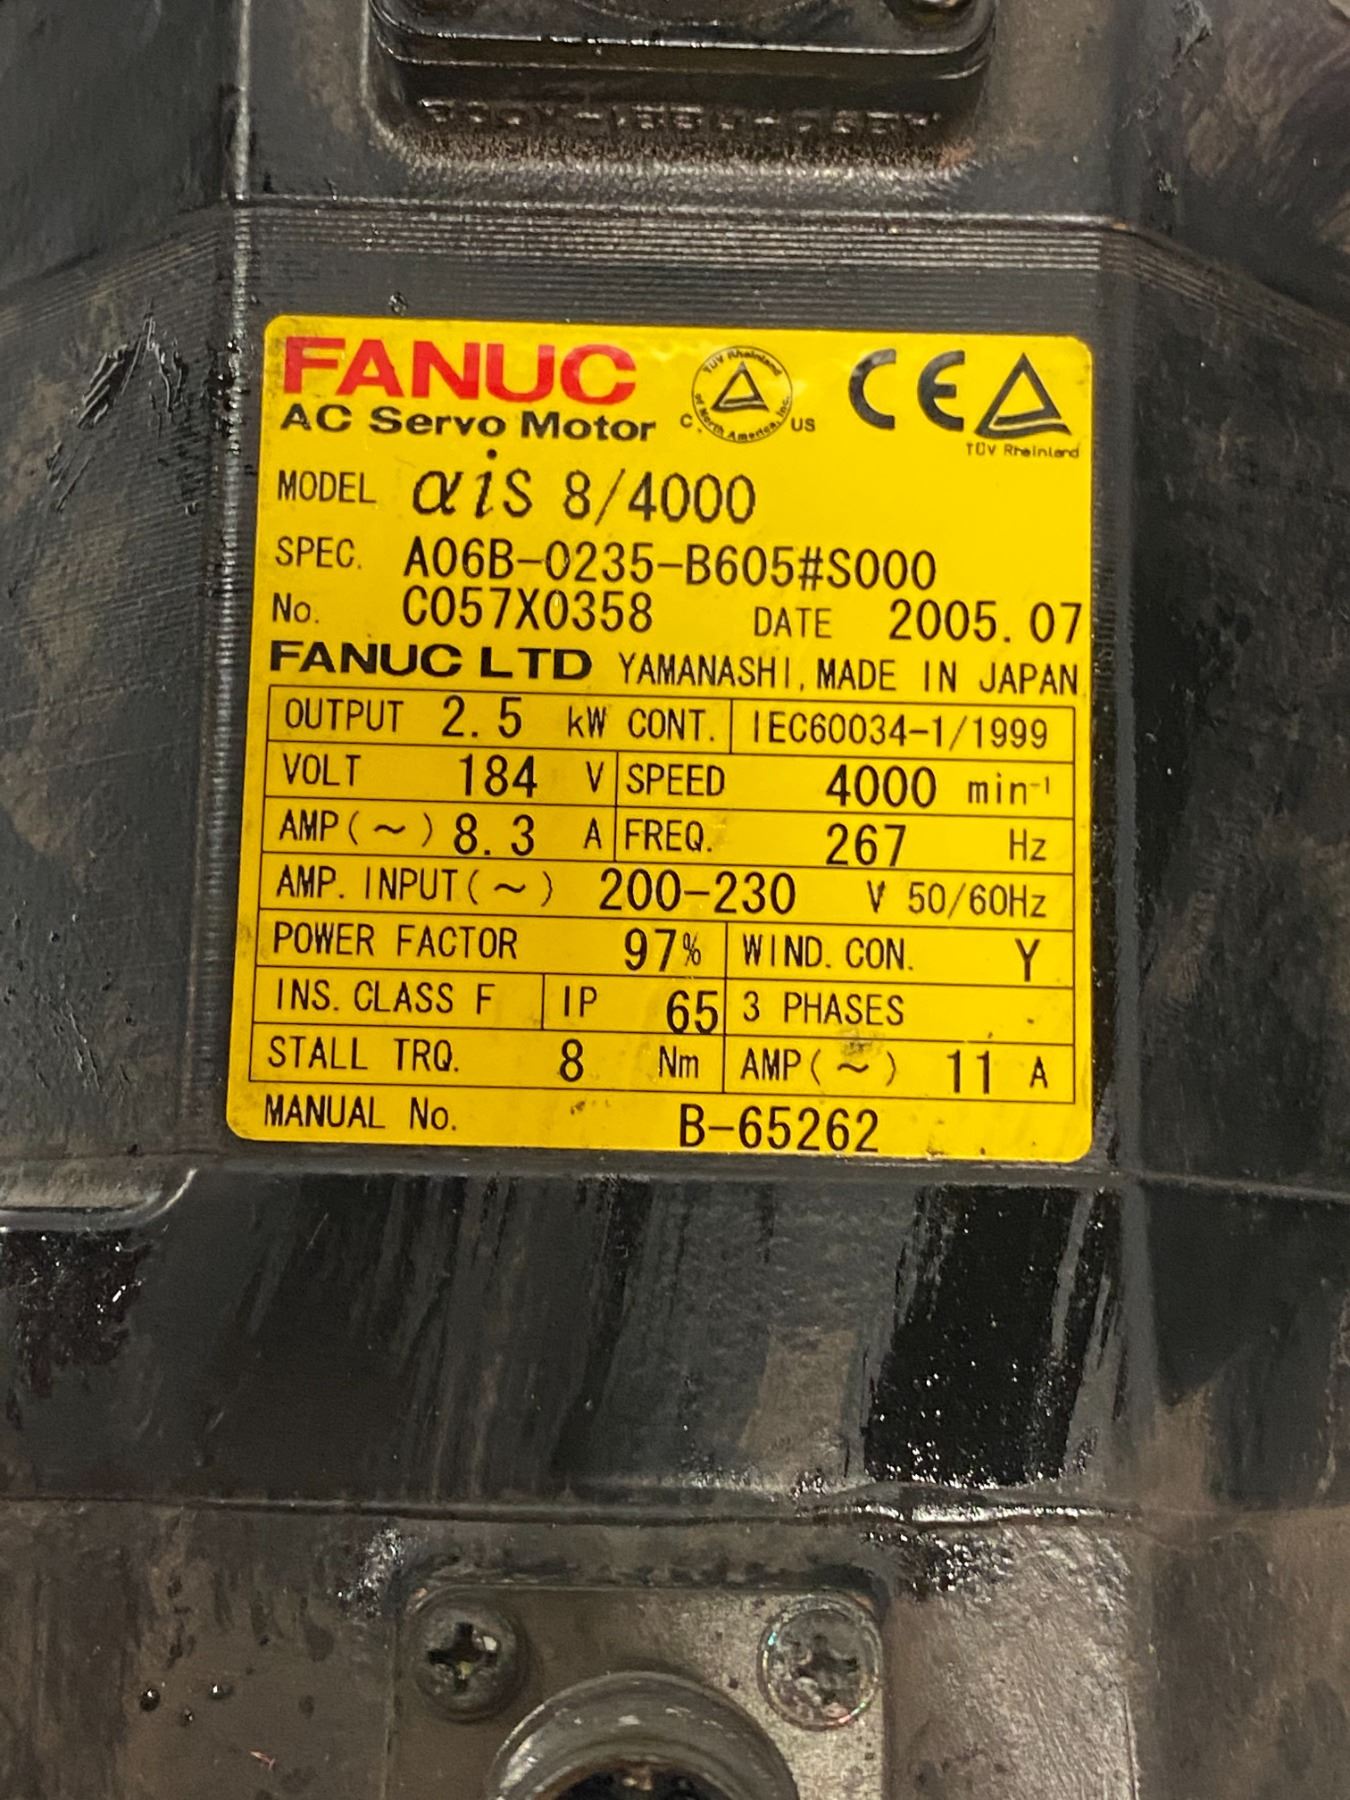 FANUC
AC Servo Motor
TÜV Rheinland of North America, Inc.
C US
CE
TÜV Rheinland
MODEL αiS 8/4000
SPEC. A06B-0235-B605#S000
No. C057X0358 DATE 2005.07
FANUC LTD YAMANASHI, MADE IN JAPAN
OUTPUT 2.5 kW CONT. IEC60034-1/1999
VOLT 184 V SPEED 4000 min⁻¹
AMP(~) 8.3 A FREQ. 267 Hz
AMP. INPUT(~) 200-230 V 50/60Hz
POWER FACTOR 97% WIND. CON. Y
INS. CLASS F IP 65 3 PHASES
STALL TRQ. 8 Nm AMP(~) 11 A
MANUAL No. B-65262